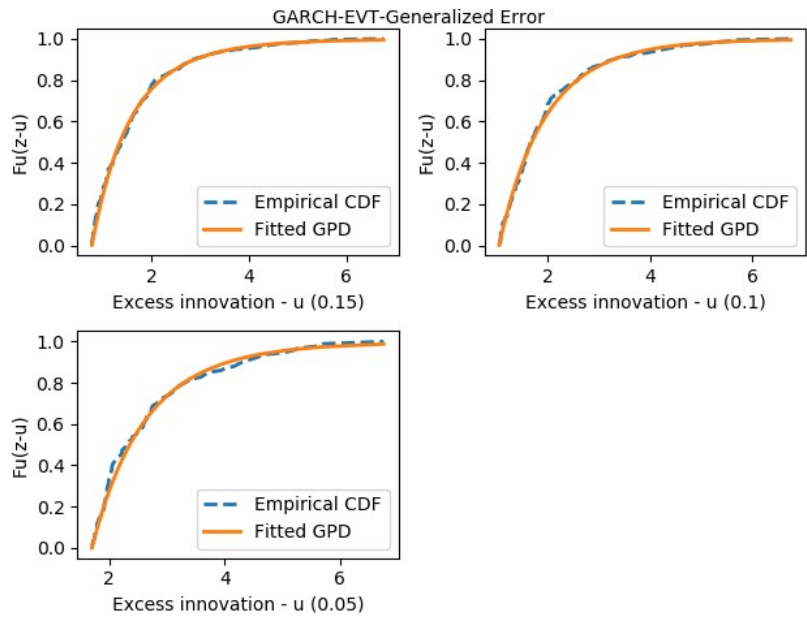 GARCH-EVT-Generalized Error
1.0
0.8
0.6
0.4
0.2
0.0
Fu(z-u)
Empirical CDF
Fitted GPD
2
4
6
Excess innovation - u (0.15)
1.0
0.8
0.6
0.4
0.2
0.0
Fu(z-u)
Empirical CDF
Fitted GPD
2
4
6
Excess innovation - u (0.1)
1.0
0.8
0.6
0.4
0.2
0.0
Fu(z-u)
Empirical CDF
Fitted GPD
2
4
6
Excess innovation - u (0.05)